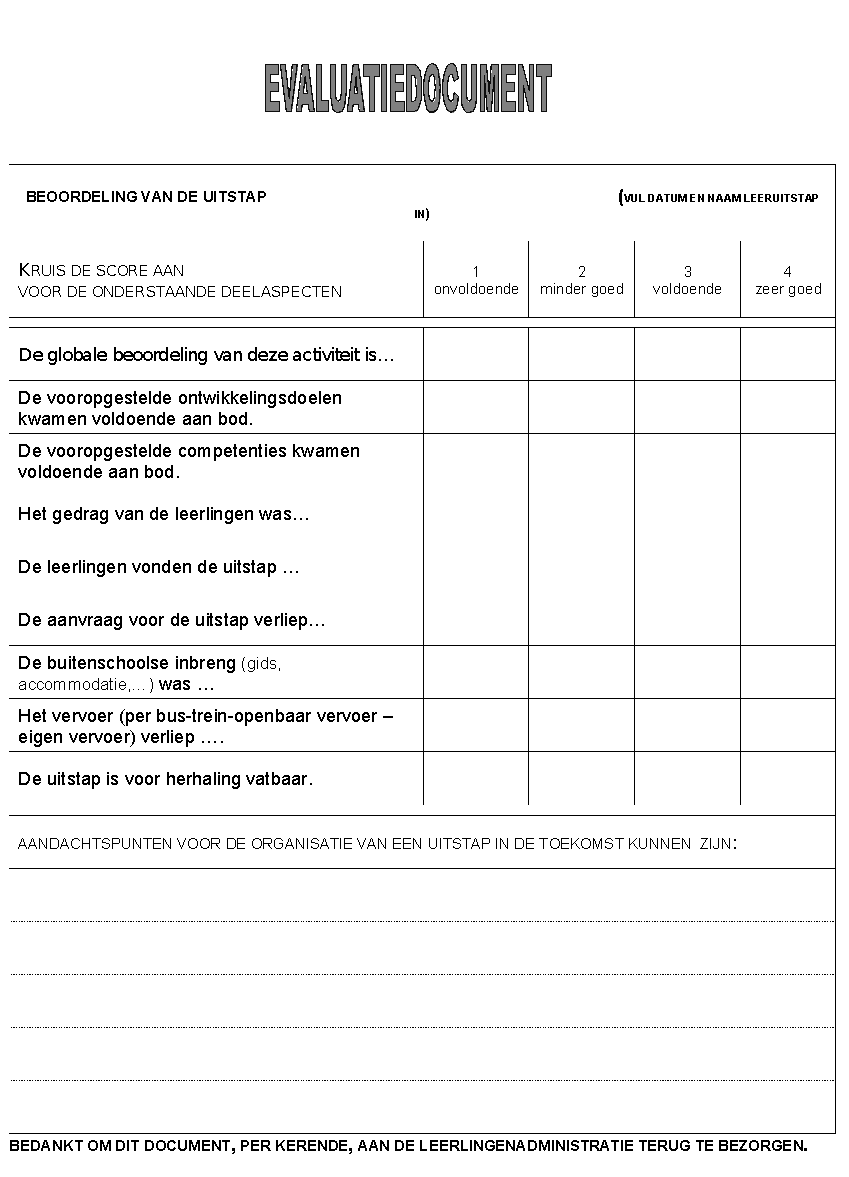 EVALUATIEDOCUMENT
BEOORDELING VAN DE UITSTAP (VUL DATUM EN NAAM LEERUITSTAP
IN)
KRUIS DE SCORE AAN
VOOR DE ONDERSTAANDE DEELASPECTEN
1
onvoldoende
2
minder goed
3
voldoende
4
zeer goed
De globale beoordeling van deze activiteit is…
De vooropgestelde ontwikkelingsdoelen
kwamen voldoende aan bod.
De vooropgestelde competenties kwamen
voldoende aan bod.
Het gedrag van de leerlingen was…
De leerlingen vonden de uitstap …
De aanvraag voor de uitstap verliep…
De buitenschoolse inbreng (gids,
accommodatie,…) was …
Het vervoer (per bus-trein-openbaar vervoer –
eigen vervoer) verliep ….
De uitstap is voor herhaling vatbaar.
AANDACHTSPUNTEN VOOR DE ORGANISATIE VAN EEN UITSTAP IN DE TOEKOMST KUNNEN ZIJN:
BEDANKT OM DIT DOCUMENT, PER KERENDE, AAN DE LEERLINGENADMINISTRATIE TERUG TE BEZORGEN.